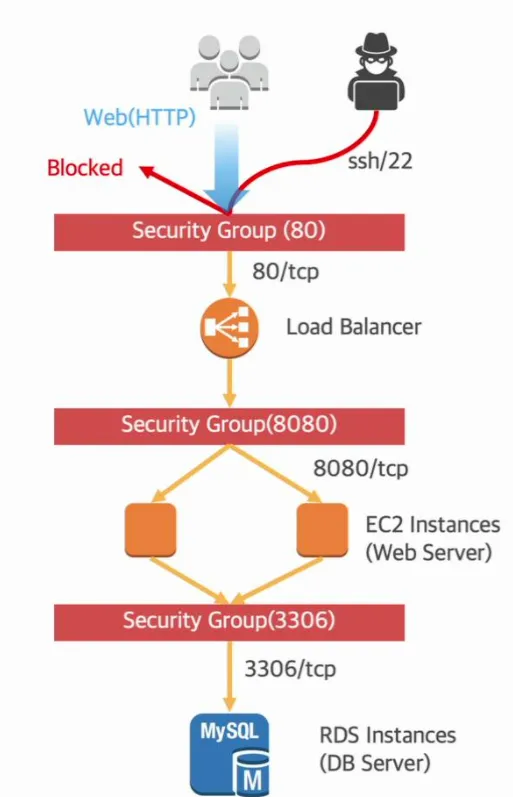 Web(HTTP)
Blocked
ssh/22
Security Group (80)
80/tcp
Load Balancer
Security Group(8080)
8080/tcp
EC2 Instances
(Web Server)
Security Group(3306)
3306/tcp
MySQL
M
RDS Instances
(DB Server)